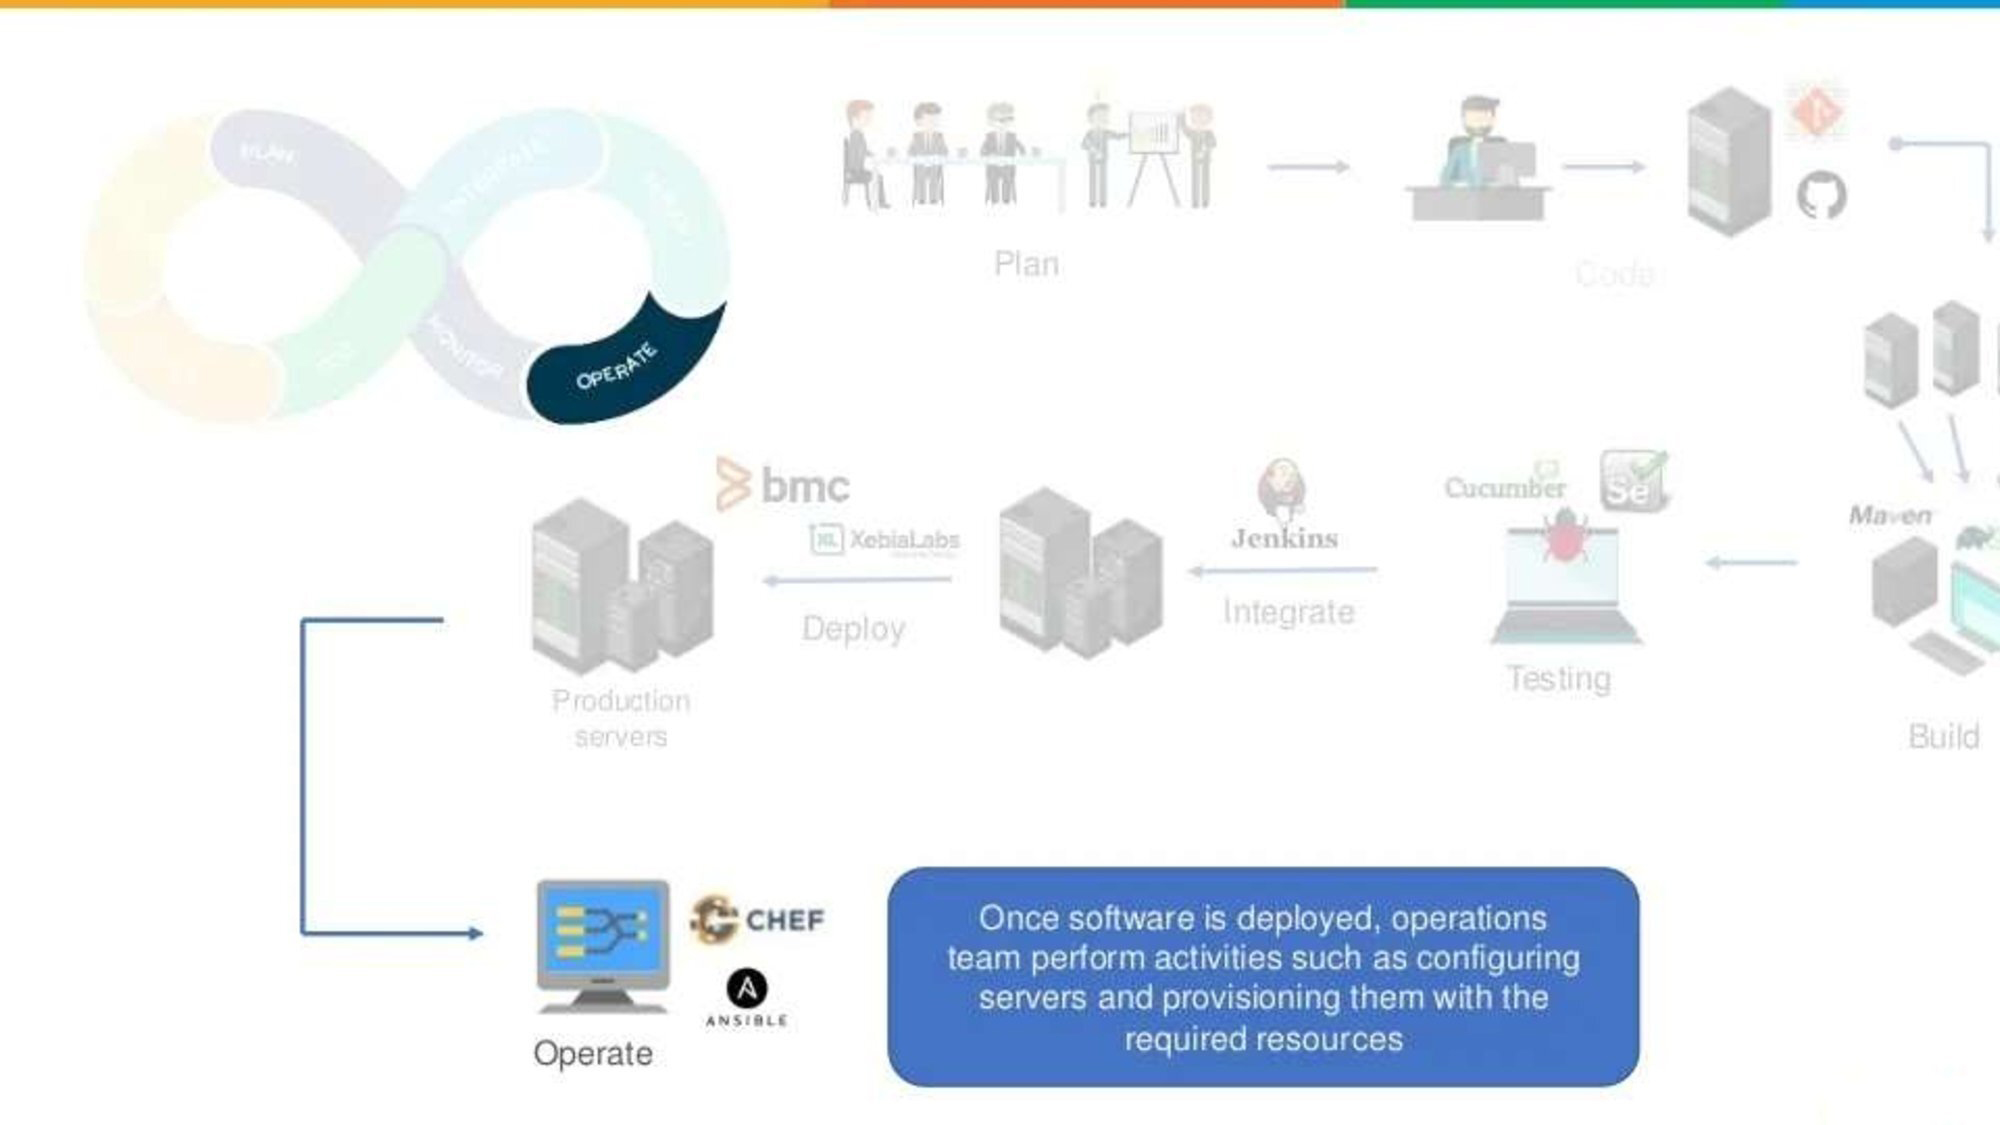 PLAN
INTEGRATE
MONITOR
OPERATE
Plan
Code
bmc
XebiaLabs
Deploy
Production
servers
Jenkins
Integrate
Cucumber
Se
Testing
Maven
Build
CHEF
ANSIBLE
Operate
Once software is deployed, operations
team perform activities such as configuring
servers and provisioning them with the
required resources